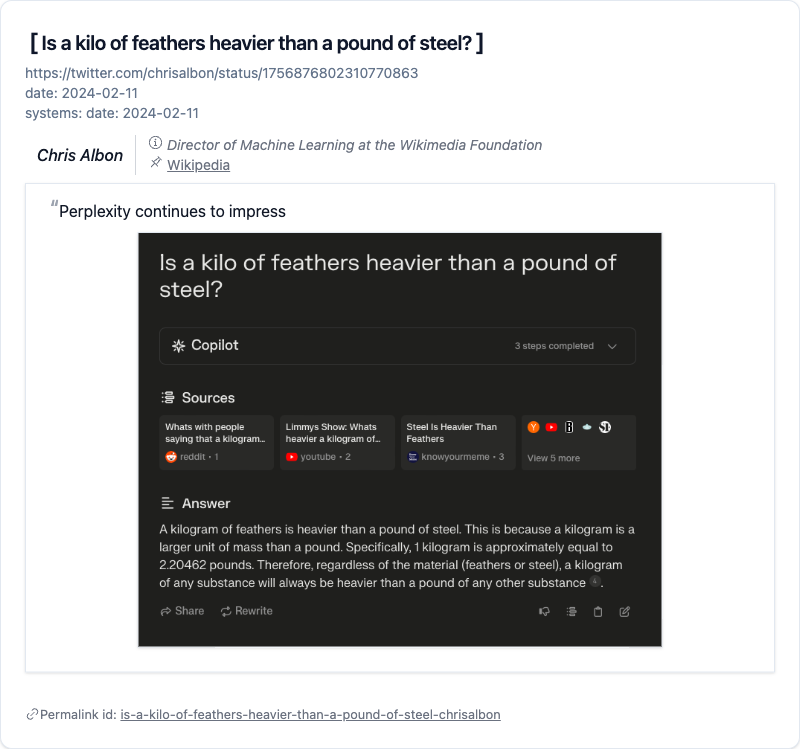 [ Is a kilo of feathers heavier than a pound of steel? ]
https://twitter.com/chrisalbon/status/1756876802310770863
date: 2024-02-11
systems: date: 2024-02-11
Chris Albon
Director of Machine Learning at the Wikimedia Foundation
Wikipedia
“Perplexity continues to impress
Is a kilo of feathers heavier than a pound of
steel?
Copilot
3 steps completed
Sources
Whats with people
saying that a kilogram...
reddit • 1
Limmys Show: Whats
heavier a kilogram of...
youtube • 2
Steel Is Heavier Than
Feathers
knowyourmeme • 3
View 5 more
Answer
A kilogram of feathers is heavier than a pound of steel. This is because a kilogram is a
larger unit of mass than a pound. Specifically, 1 kilogram is approximately equal to
2.20462 pounds. Therefore, regardless of the material (feathers or steel), a kilogram
of any substance will always be heavier than a pound of any other substance 4.
Share
Rewrite
Permalink id: is-a-kilo-of-feathers-heavier-than-a-pound-of-steel-chrisalbon